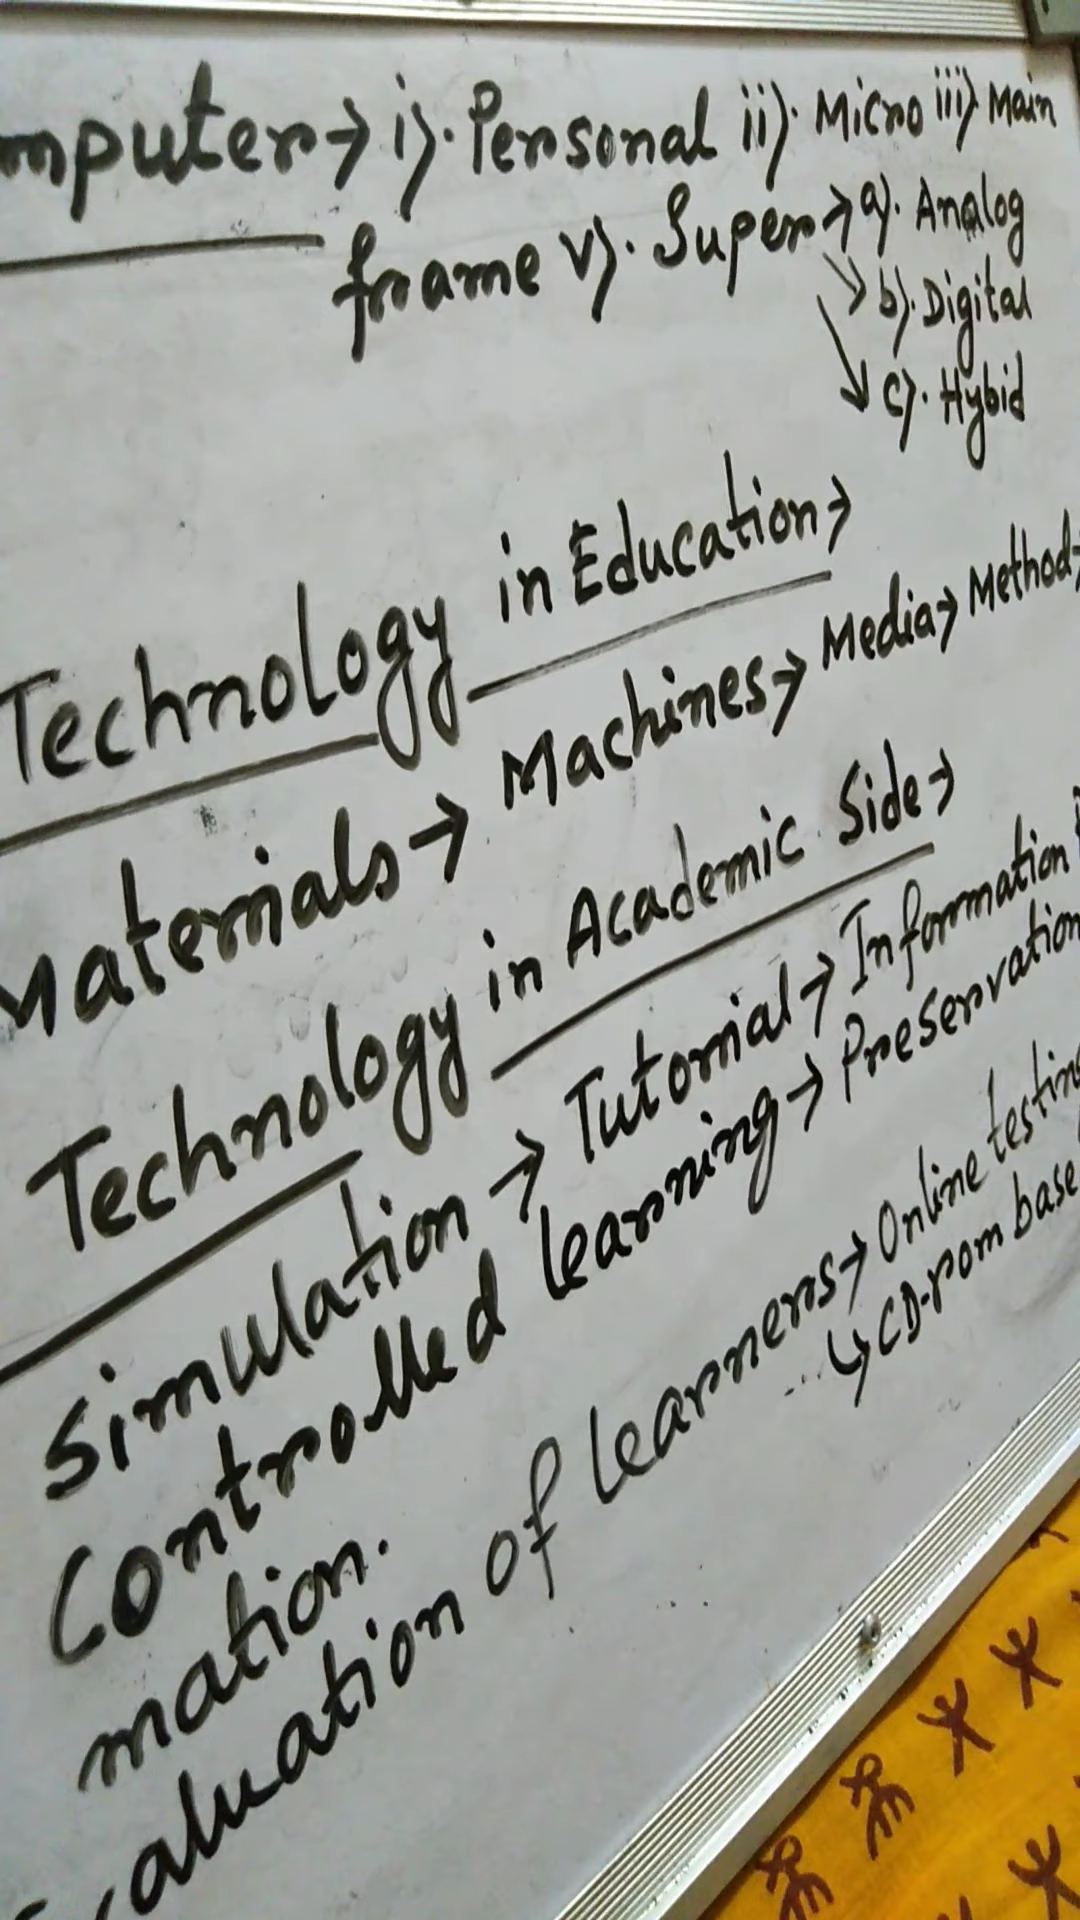 mputer → i). Personal ii). Micro iii) Main
frame v). Super → a). Analog
↘ b). Digital
↘ c). Hybid
Technology in Education →
Materials → Machines → Media → Method
Technology in Academic Side →
Simulation → Tutorial → Information
Controlled learning → Preservation
mation.
valuation of learners → Online testing
↳ CD-rom base